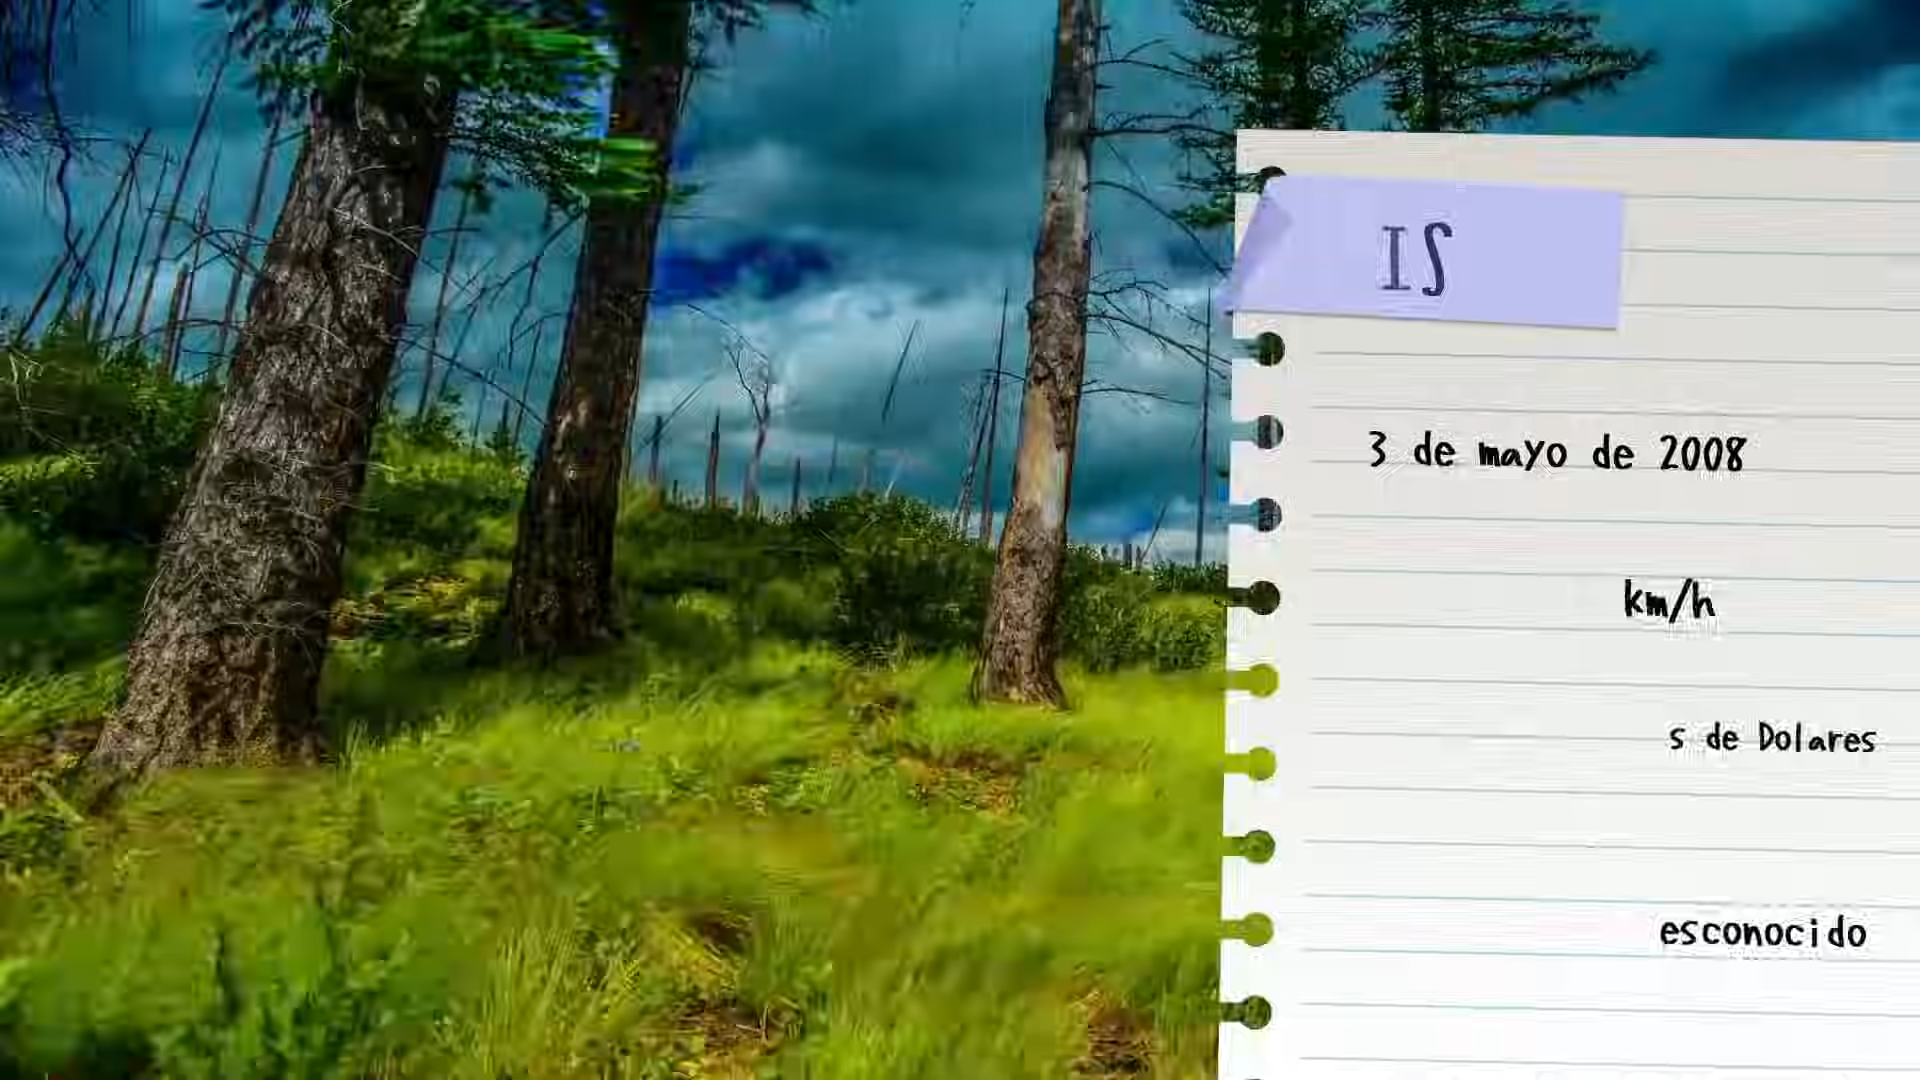 IS
3 de mayo de 2008
km/h
s de Dolares
esconocido